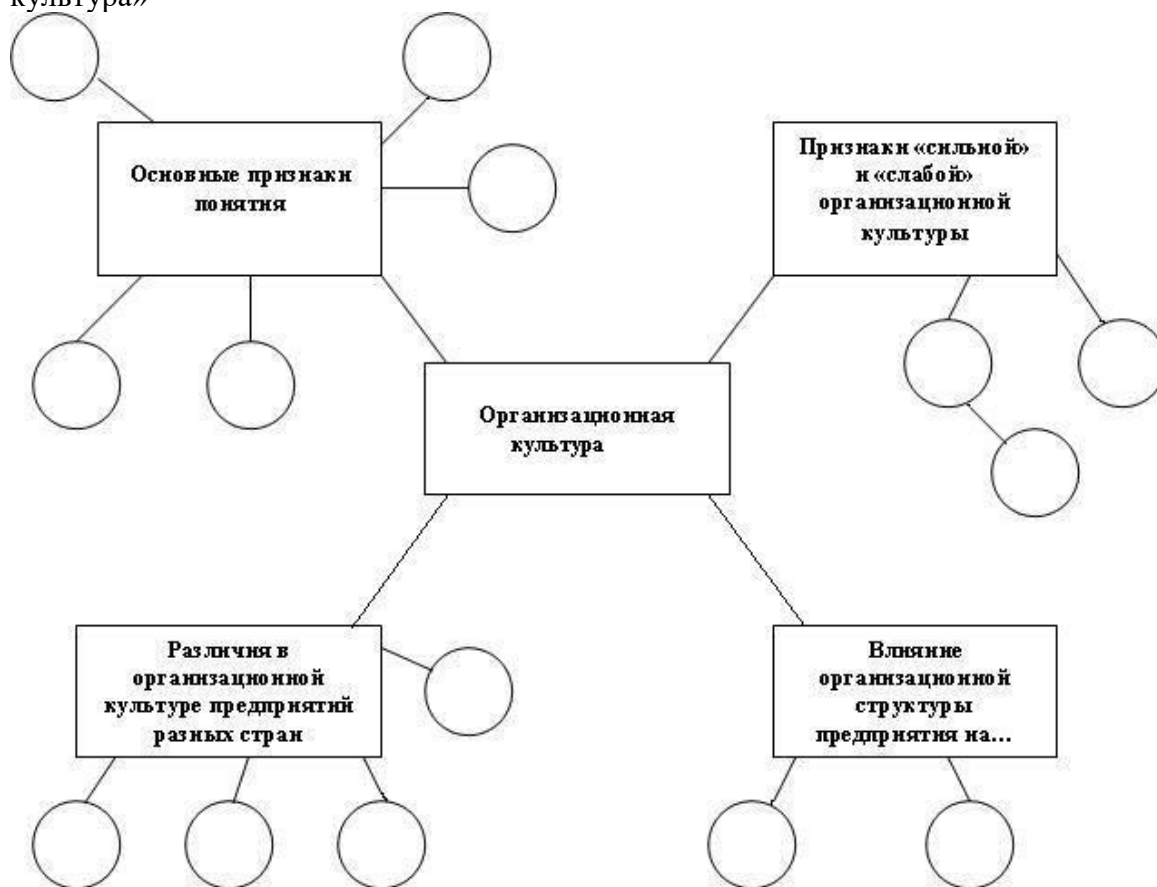 культура»
Основные признаки
понятия
Признаки «сильной»
и «слабой»
организационной
культуры
Организационная
культура
Различия в
организационной
культуре предприятий
разных стран
Влияние
организационной
структуры
предприятия на...